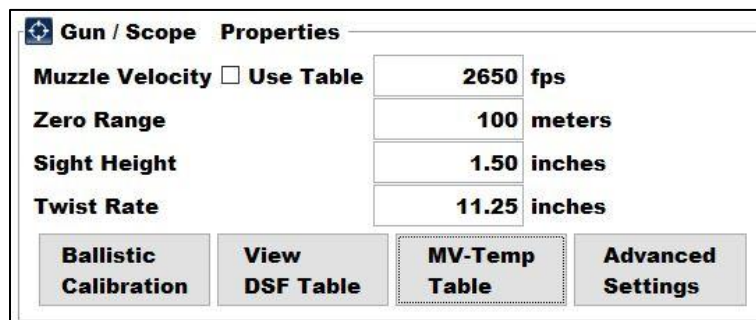 Gun / Scope Properties
Muzzle Velocity Use Table 2650 fps
Zero Range 100 meters
Sight Height 1.50 inches
Twist Rate 11.25 inches
Ballistic View MV-Temp Advanced
Calibration DSF Table Table Settings